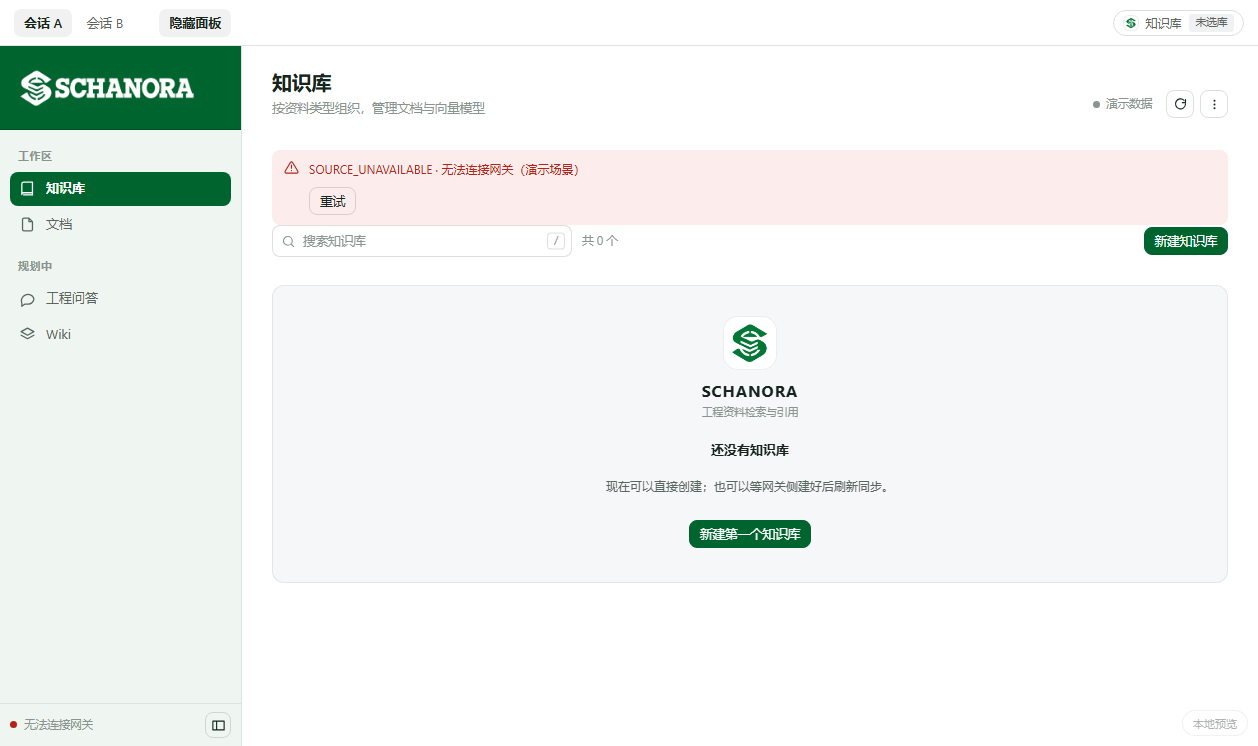 会话 A 会话 B 隐藏面板 知识库 未选库
SCHANORA
工作区
知识库
文档
规划中
工程问答
Wiki
无法连接网关
知识库
按资料类型组织，管理文档与向量模型
演示数据
SOURCE_UNAVAILABLE · 无法连接网关（演示场景）
重试
搜索知识库 / 共 0 个 新建知识库
SCHANORA
工程资料检索与引用
还没有知识库
现在可以直接创建；也可以等网关侧建好后刷新同步。
新建第一个知识库
本地预览